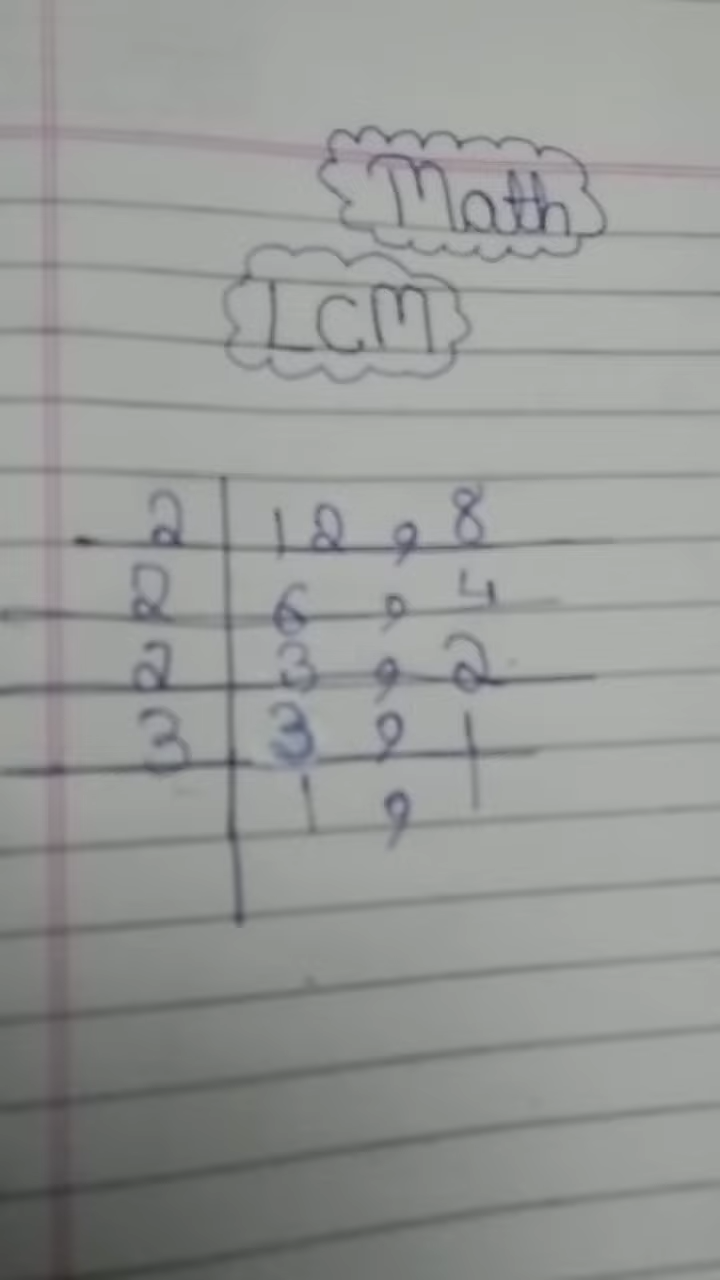 Math
LCM
2 | 12 , 8
2 | 6 , 4
2 | 3 , 2
3 | 3 , 1
1 , 1